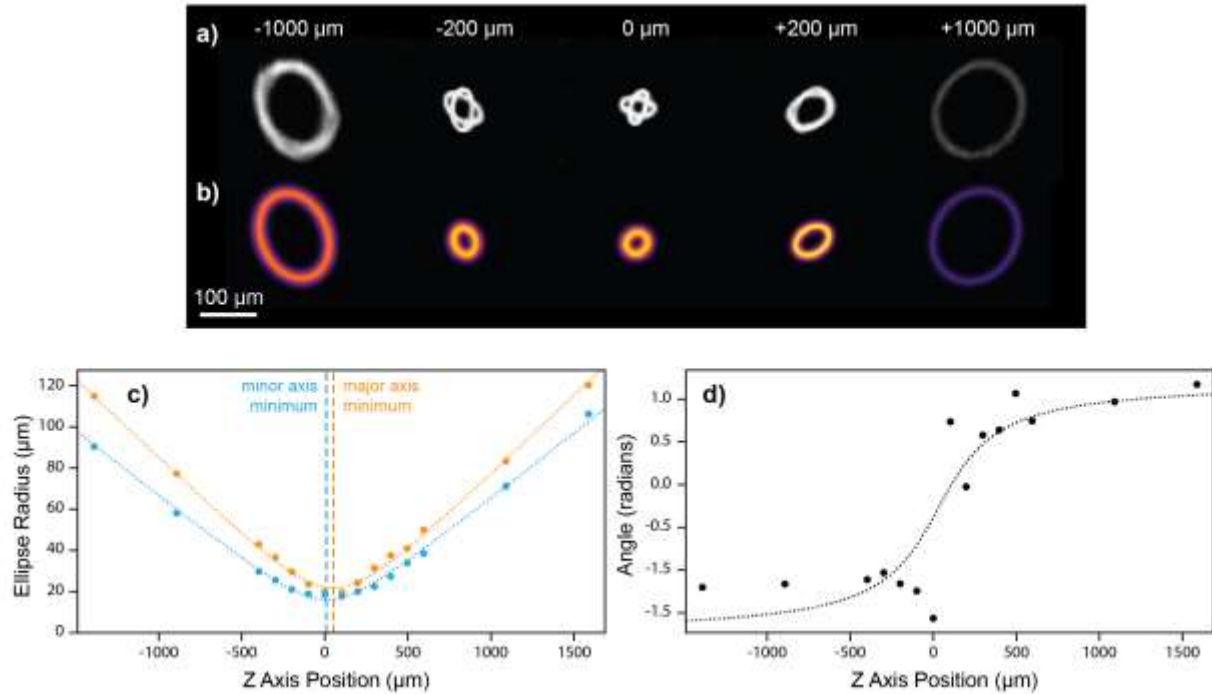 a)
-1000 µm -200 µm 0 µm +200 µm +1000 µm
b)
100 µm
c)
minor axis minimum
major axis minimum
120
100
80
60
40
20
0
Ellipse Radius (µm)
-1000 -500 0 500 1000 1500
Z Axis Position (µm)
d)
1.0
0.5
0.0
-0.5
-1.5
-1.5
Angle (radians)
-1000 -500 0 500 1000 1500
Z Axis Position (µm)